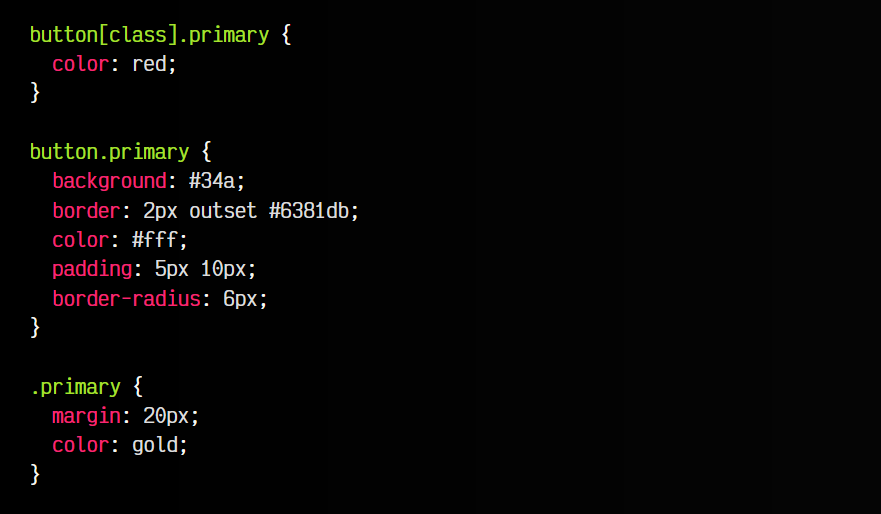 button[class].primary {
  color: red;
}

button.primary {
  background: #34a;
  border: 2px outset #6381db;
  color: #fff;
  padding: 5px 10px;
  border-radius: 6px;
}

.primary {
  margin: 20px;
  color: gold;
}